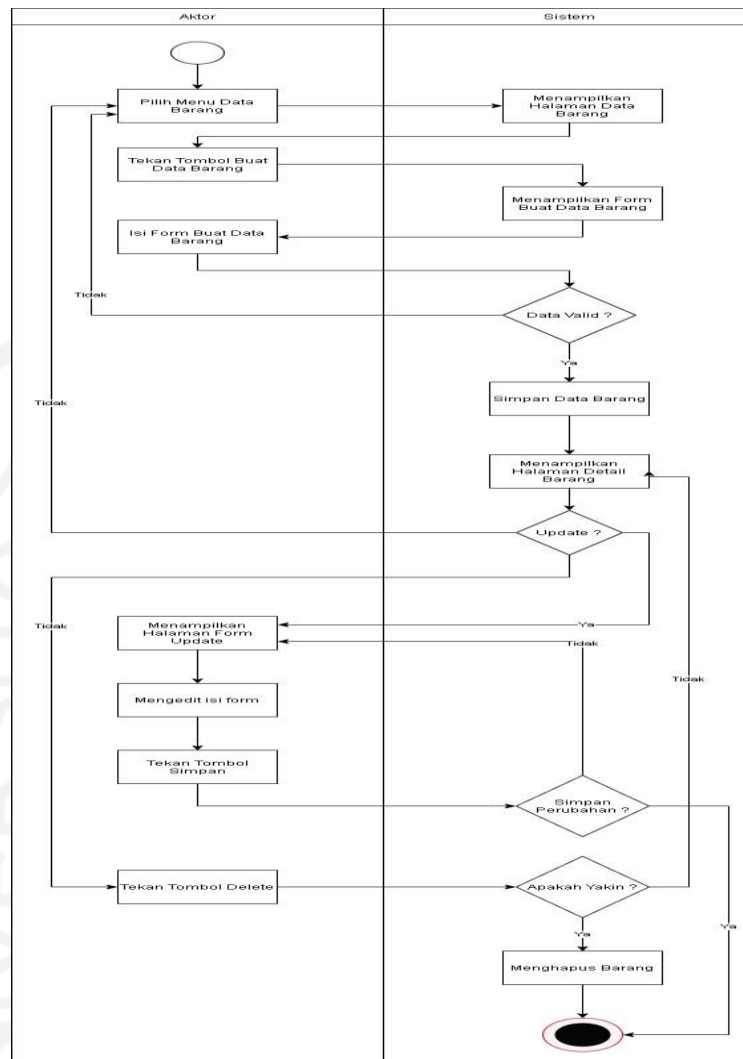 Aktor
Sistem
Pilih Menu Data
Barang
Menampilkan
Halaman Data
Barang
Tekan Tombol Buat
Data Barang
Menampilkan Form
Buat Data Barang
Isi Form Buat Data
Barang
Tidak
Data Valid ?
Ya
Tidak
Simpan Data Barang
Menampilkan
Halaman Detail
Barang
Update ?
Tidak
Menampilkan
Halaman Form
Update
Ya
Tidak
Mengedit isi form
Tidak
Tekan Tombol
Simpan
Simpan
Perubahan ?
Tekan Tombol Delete
Apakah Yakin ?
Ya
Ya
Menghapus Barang